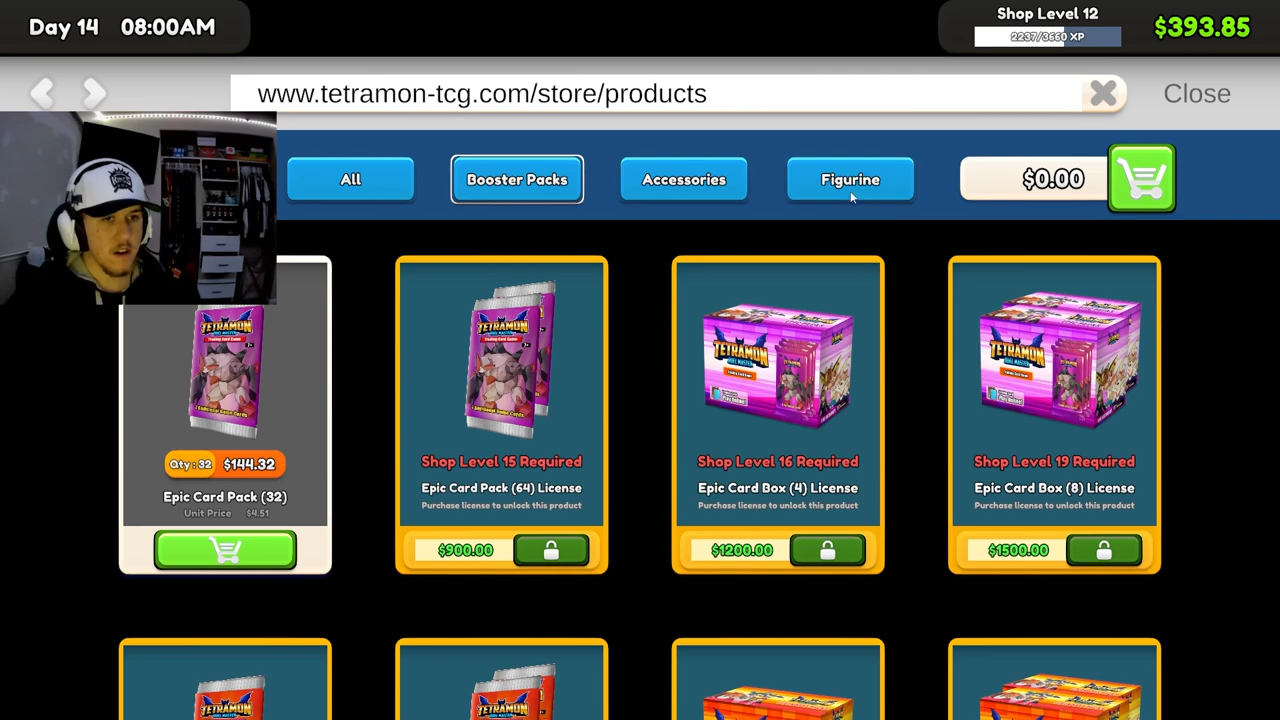 Day 14 08:00AM
Shop Level 12
2237/3660 XP
$393.85
www.tetramon-tcg.com/store/products
Close
All
Booster Packs
Accessories
Figurine
$0.00
TETRAMON
TETRAMON
TETRAMON
TETRAMON
Qty : 32 $144.32
Epic Card Pack (32)
Unit Price $4.51
Shop Level 15 Required
Epic Card Pack (64) License
Purchase license to unlock this product
$900.00
Shop Level 16 Required
Epic Card Box (4) License
Purchase license to unlock this product
$1200.00
Shop Level 19 Required
Epic Card Box (8) License
Purchase license to unlock this product
$1500.00
TETRAMON
TETRAMON
TETRAMON
TETRAMON